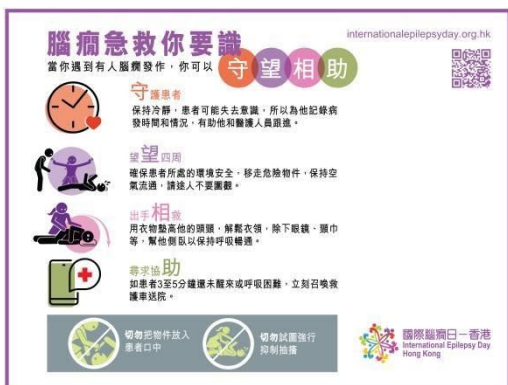 腦癇急救你要識
internationalepilepsyday.org.hk
當你遇到有人腦癇發作，你可以 守望相助
守護患者
保持冷靜，患者可能失去意識，所以為他記錄病
發時間和情況，有助他和醫護人員跟進。
望望四周
確保患者所處的環境安全，移走危險物件，保持空
氣流通，請途人不要圍觀。
出手相救
用衣物墊高他的頭頸，解鬆衣領，除下眼鏡、頸巾
等，幫他側臥以保持呼吸暢通。
尋求協助
如患者3至5分鐘還未醒來或呼吸困難，立刻召喚救
護車送院。
切勿把物件放入
患者口中
切勿試圖強行
抑制抽搐
國際腦癇日－香港
International Epilepsy Day
Hong Kong